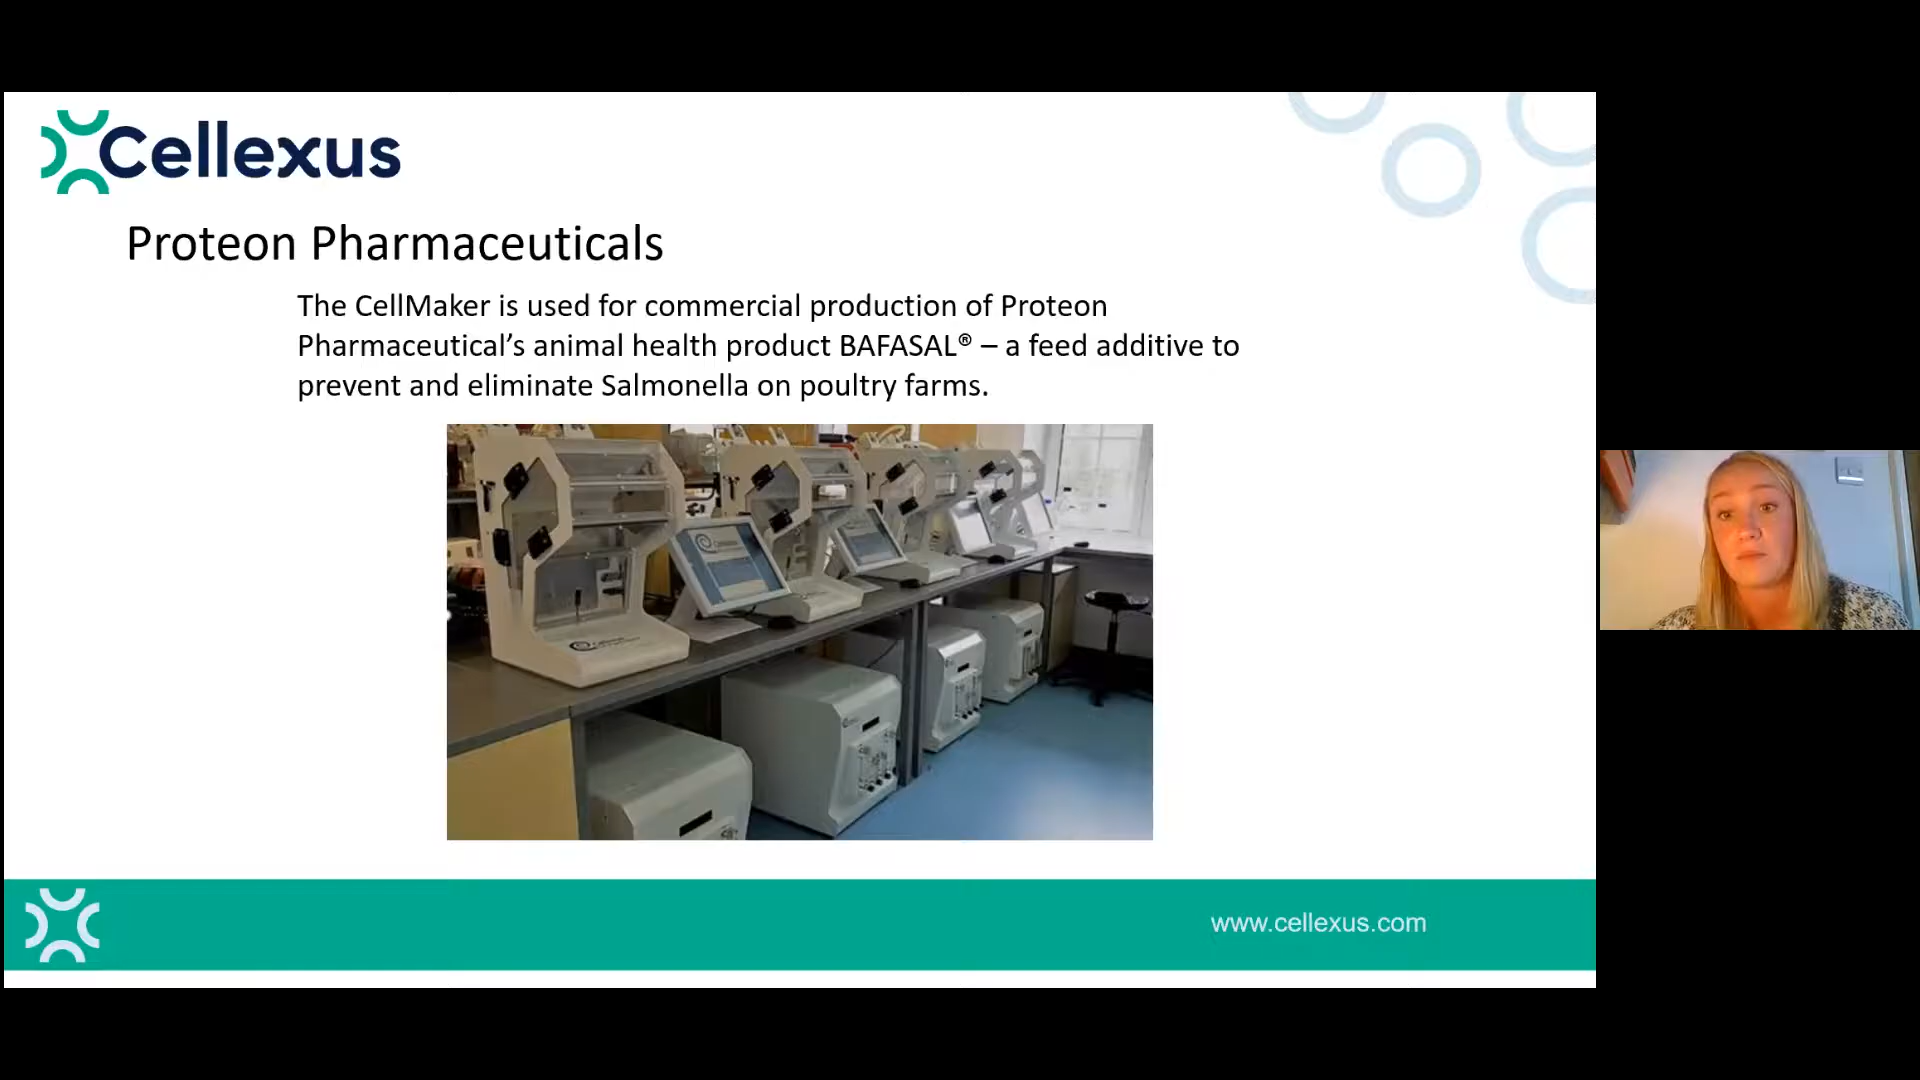 Cellexus
Proteon Pharmaceuticals
The CellMaker is used for commercial production of Proteon
Pharmaceutical’s animal health product BAFASAL® – a feed additive to
prevent and eliminate Salmonella on poultry farms.
Cellexus
www.cellexus.com